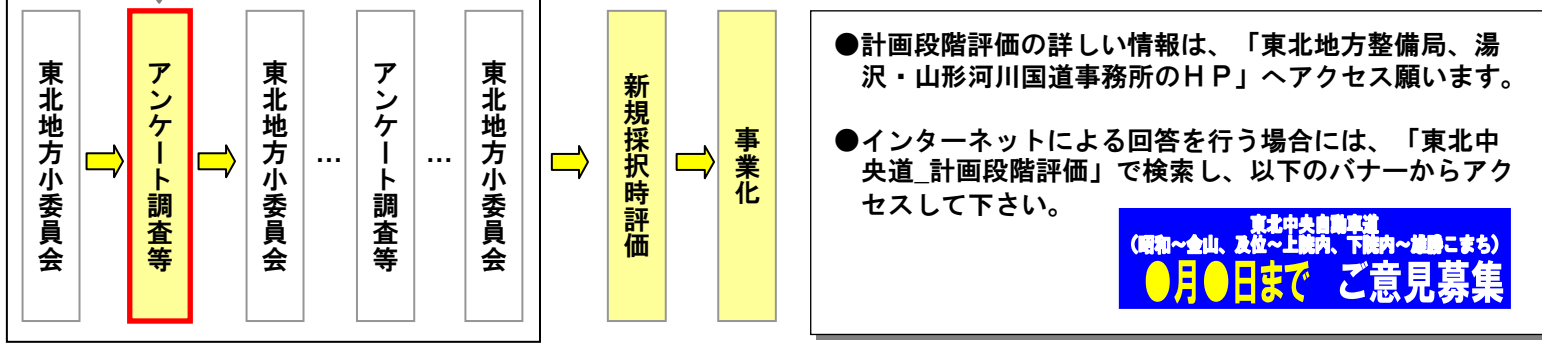 東北地方小委員会
アンケート調査等
東北地方小委員会
…
アンケート調査等
…
東北地方小委員会
新規採択時評価
事業化
●計画段階評価の詳しい情報は、「東北地方整備局、湯
沢・山形河川国道事務所のＨＰ」へアクセス願います。
●インターネットによる回答を行う場合には、「東北中
央道_計画段階評価」で検索し、以下のバナーからアク
セスして下さい。
東北中央自動車道
（昭和～金山、及位～上院内、下院内～雄勝こまち）
●月●日まで　ご意見募集